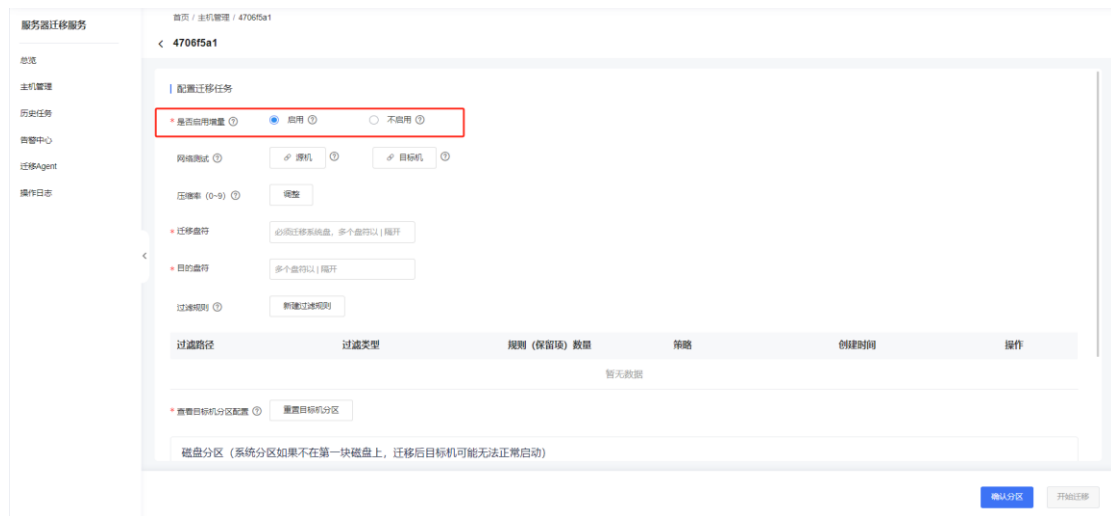 服务器迁移服务
总览
主机管理
历史任务
告警中心
迁移Agent
操作日志
首页 / 主机管理 / 4706f5a1
< 4706f5a1
配置迁移任务
* 是否启用增量 启用 不启用
网络测试 源机 目标机
压缩率（0~9） 调整
* 迁移盘符 必须迁移系统盘，多个盘符以 | 隔开
* 目的盘符 多个盘符以 | 隔开
过滤规则 新建过滤规则
过滤路径 过滤类型 规则（保留项）数量 策略 创建时间 操作
暂无数据
* 查看目标机分区配置 重置目标机分区
磁盘分区（系统分区如果不在第一块磁盘上，迁移后目标机可能无法正常启动）
确认分区 开始迁移